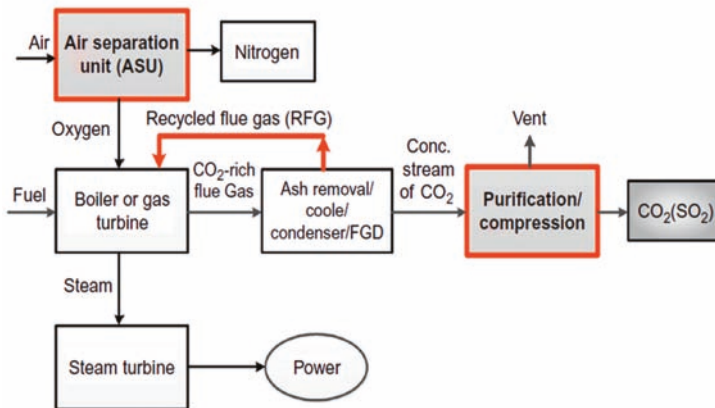 Air
Air separation
unit (ASU)
Nitrogen
Oxygen
Recycled flue gas (RFG)
Conc.
stream
of CO₂
Vent
Fuel
Boiler or gas
turbine
CO₂-rich
flue Gas
Ash removal/
coole/
condenser/FGD
Purification/
compression
CO₂(SO₂)
Steam
Steam turbine
Power